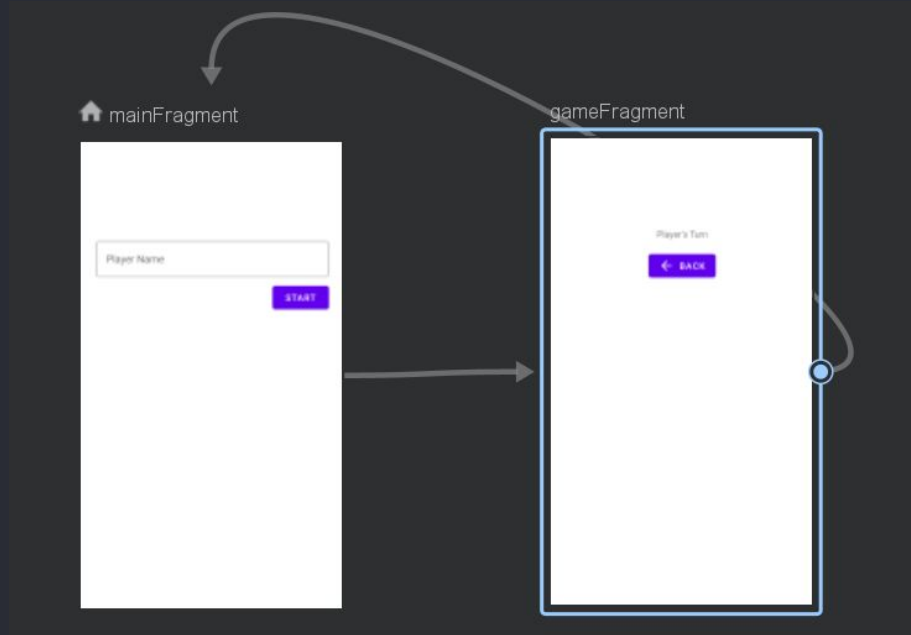 mainFragment
Player Name
START
gameFragment
Player's Turn
BACK